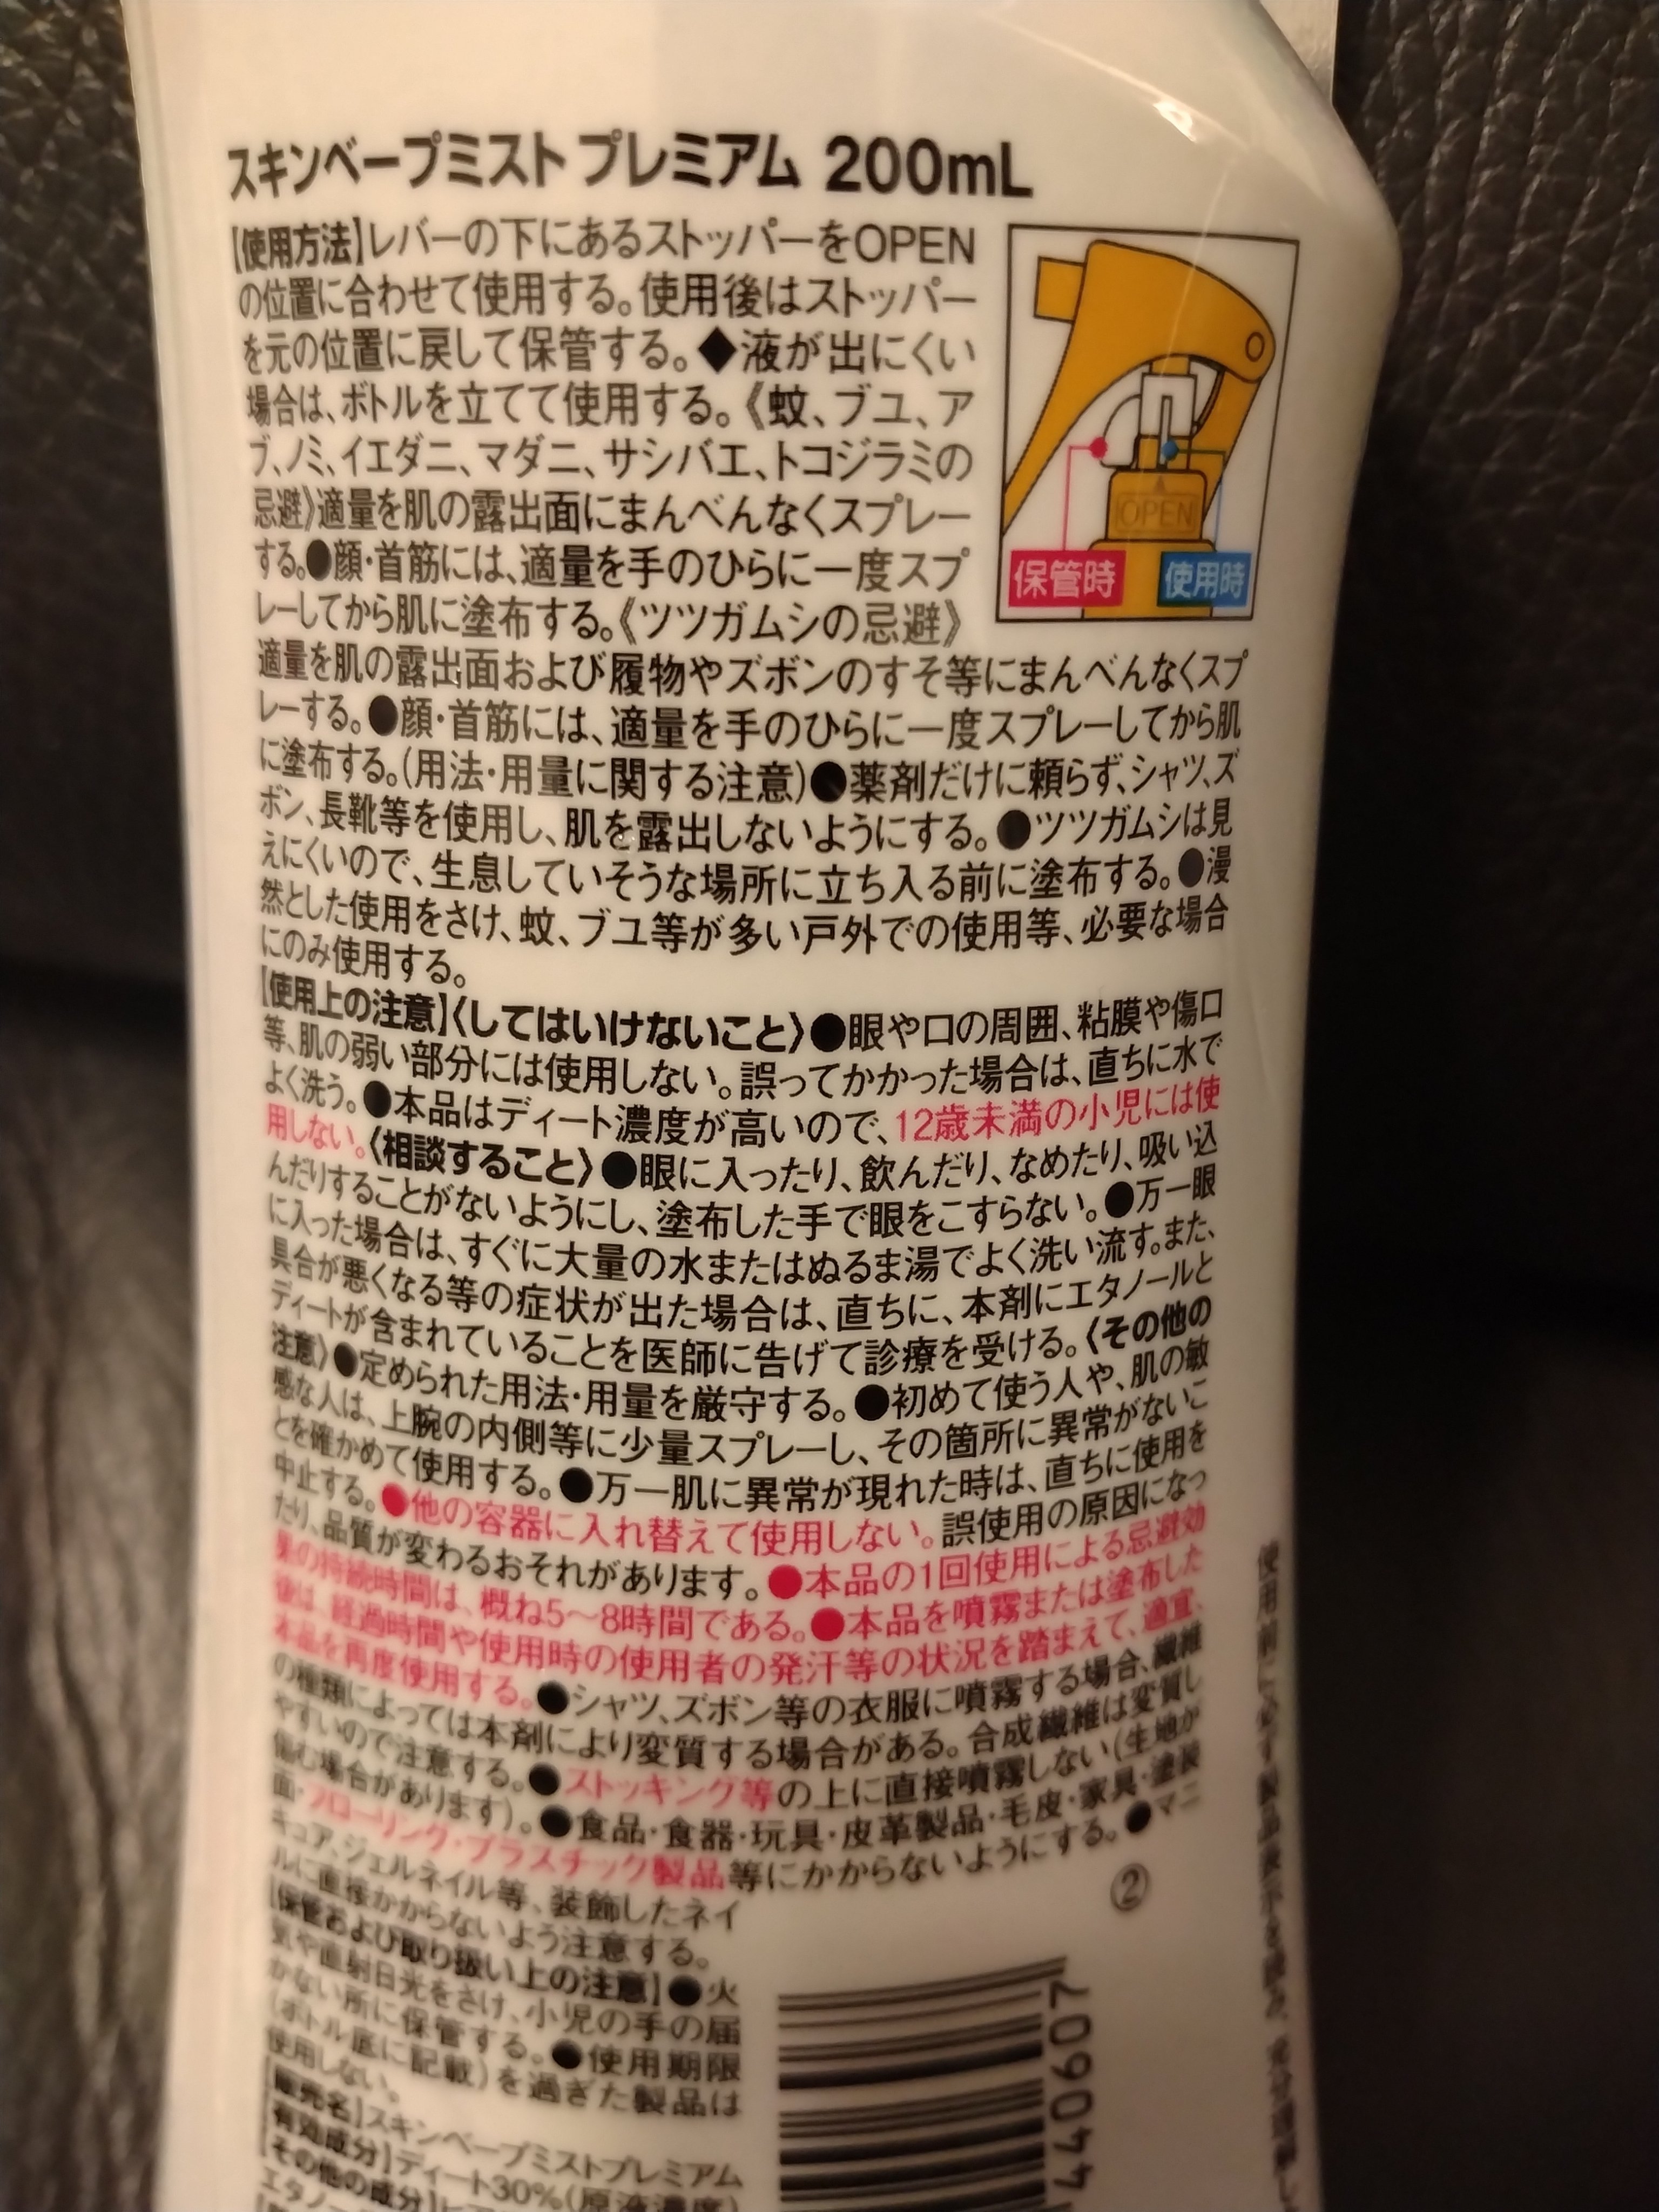 スキンベープミスト プレミアム 200mL
【使用方法】レバーの下にあるストッパーをOPEN
の位置に合わせて使用する。使用後はストッパー
を元の位置に戻して保管する。◆液が出にくい
場合は、ボトルを立てて使用する。《蚊、ブユ、ア
ブ、ノミ、イエダニ、マダニ、サシバエ、トコジラミの
忌避》適量を肌の露出面にまんべんなくスプレー
する。●顔・首筋には、適量を手のひらに一度スプ
レーしてから肌に塗布する。《ツツガムシの忌避》
OPEN
保管時 使用時
適量を肌の露出面および履物やズボンのすそ等にまんべんなくスプ
レーする。●顔・首筋には、適量を手のひらに一度スプレーしてから肌
に塗布する。(用法・用量に関する注意)●薬剤だけに頼らず、シャツ、ズ
ボン、長靴等を使用し、肌を露出しないようにする。●ツツガムシは見
えにくいので、生息していそうな場所に立ち入る前に塗布する。●漫
然とした使用をさけ、蚊、ブユ等が多い戸外での使用等、必要な場合
にのみ使用する。
【使用上の注意】〈してはいけないこと〉●眼や口の周囲、粘膜や傷口
等、肌の弱い部分には使用しない。誤ってかかった場合は、直ちに水で
よく洗う。●本品はディート濃度が高いので、12歳未満の小児には使
用しない。〈相談すること〉●眼に入ったり、飲んだり、なめたり、吸い込
んだりすることがないようにし、塗布した手で眼をこすらない。●万一眼
に入った場合は、すぐに大量の水またはぬるま湯でよく洗い流す。また、
具合が悪くなる等の症状が出た場合は、直ちに、本剤にエタノールと
ディートが含まれていることを医師に告げて診療を受ける。〈その他の
注意〉●定められた用法・用量を厳守する。●初めて使う人や、肌の敏
感な人は、上腕の内側等に少量スプレーし、その箇所に異常がないこ
とを確かめて使用する。●万一肌に異常が現れた時は、直ちに使用を
中止する。●他の容器に入れ替えて使用しない。誤使用の原因になっ
たり、品質が変わるおそれがあります。●本品の1回使用による忌避効
果の持続時間は、概ね5～8時間である。●本品を噴霧または塗布した
後は、経過時間や使用時の使用者の発汗等の状況を踏まえて、適宜、
本品を再度使用する。●シャツ、ズボン等の衣服に噴霧する場合、繊維
の種類によっては本剤により変質する場合がある。合成繊維は変質し
やすいので注意する。●ストッキング等の上に直接噴霧しない(生地が
傷む場合があります)。●食品・食器・玩具・皮革製品・毛皮・家具・塗装
面・フローリング・プラスチック製品等にかからないようにする。●マニ
キュア、ジェルネイル等、装飾したネイ
ルに直接かからないよう注意する。
【保管および取り扱い上の注意】●火
気や直射日光をさけ、小児の手の届
かない所に保管する。●使用期限
(ボトル底に記載)を過ぎた製品は
使用しない。
【販売名】スキンベープミストプレミアム
【有効成分】ディート30%(原液濃度)
【その他の成分】
エタノ
②
709044
使用前に必ず製品表示を読み、